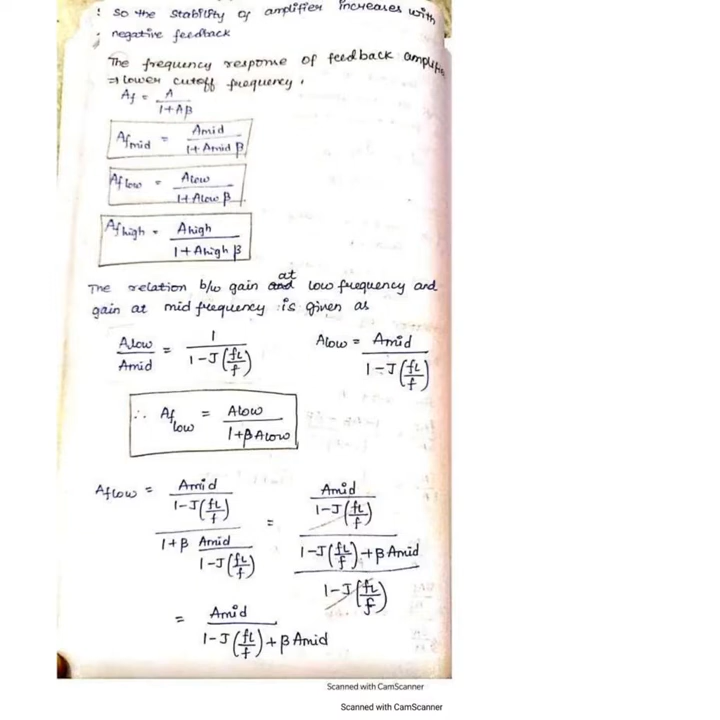 : so the stability of amplifier increases with
; negative feedback
The frequency response of feedback amplifie
⇒ lower cutoff frequency.
Af = A / 1+Aβ
Afmid = Amid / 1+Amid β
Aflow = Alow / 1+Alow β
Afhigh = Ahigh / 1+Ahigh β
The relation b/w gain at low frequency and
gain at mid frequency is given as
Alow / Amid = 1 / 1-J(fL/f) Alow = Amid / 1-J(fL/f)
∴ Aflow = Alow / 1+βAlow
Aflow = Amid / 1-J(fL/f) / 1+β Amid / 1-J(fL/f) = Amid / 1-J(fL/f) / 1-J(fL/f)+β Amid / 1-J(fL/f)
= Amid / 1-J(fL/f)+β Amid
Scanned with CamScanner
Scanned with CamScanner